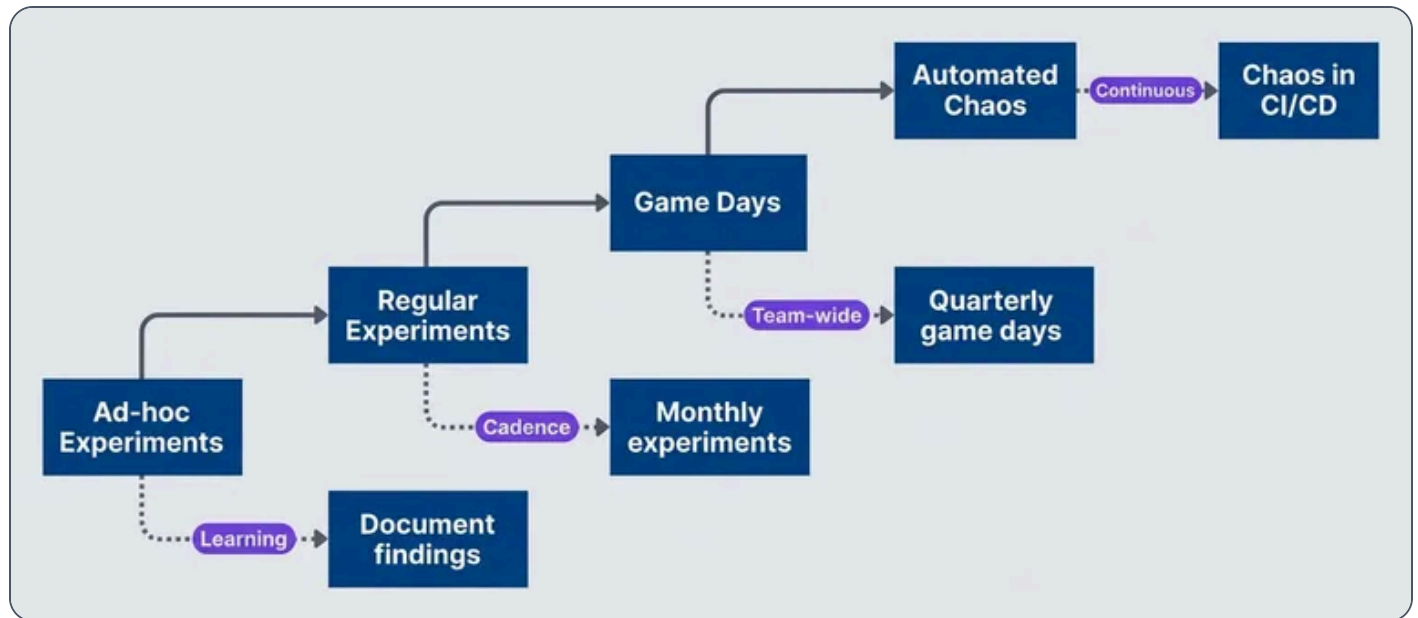 Automated
Chaos
Continuous
Chaos in
CI/CD
Game Days
Team-wide
Quarterly
game days
Regular
Experiments
Cadence
Monthly
experiments
Ad-hoc
Experiments
Learning
Document
findings